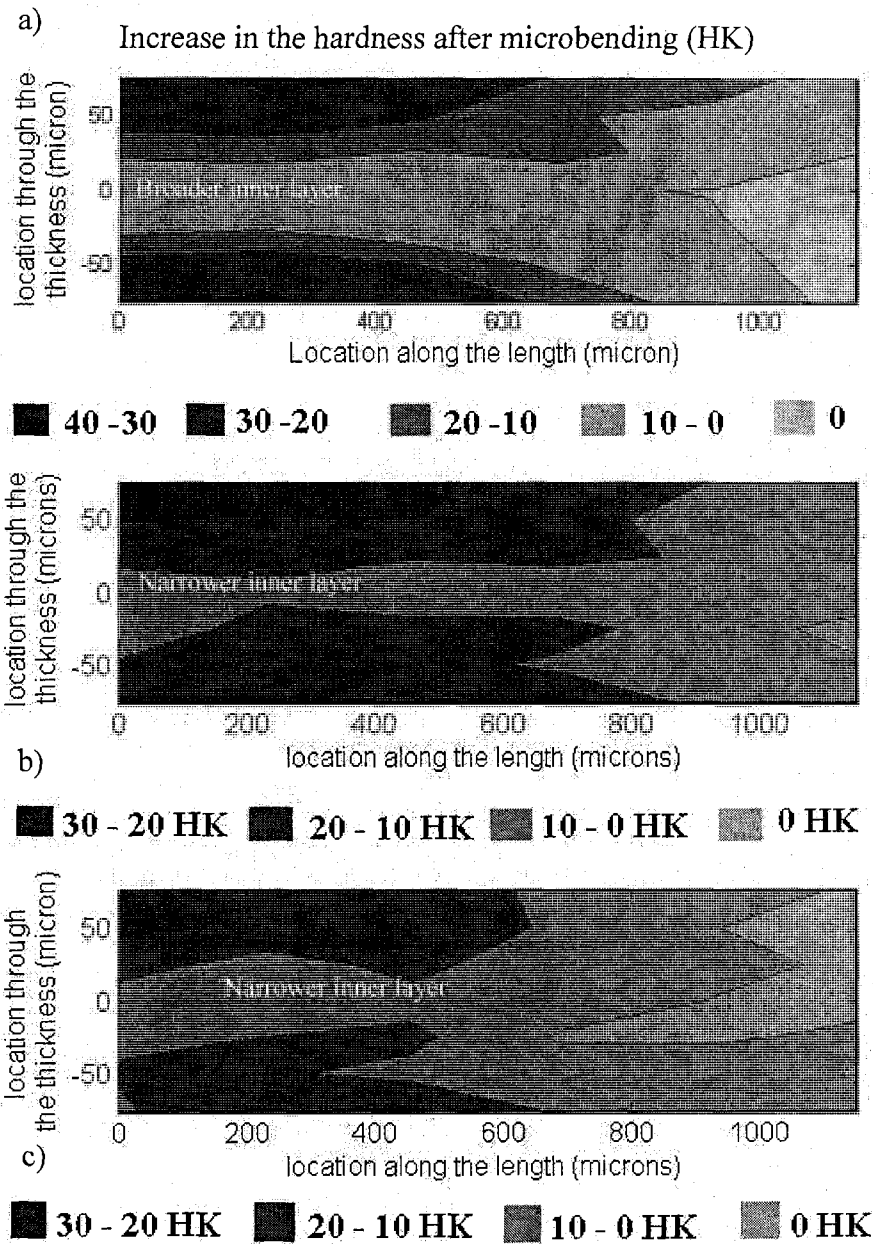 a)
Increase in the hardness after microbending (HK)
location through the
thickness (micron)
50
0
-50
Broader inner layer
0 200 400 600 800 1000
Location along the length (micron)
40 -30 30 -20 20 -10 10 - 0 0
location through the
thickness (microns)
50
0
-50
Narrower inner layer
0 200 400 600 800 1000
location along the length (microns)
b)
30 - 20 HK 20 - 10 HK 10 - 0 HK 0 HK
location through
the thickness (micron)
50
0
-50
Narrower inner layer
0 200 400 600 800 1000
location along the length (microns)
c)
30 - 20 HK 20 - 10 HK 10 - 0 HK 0 HK